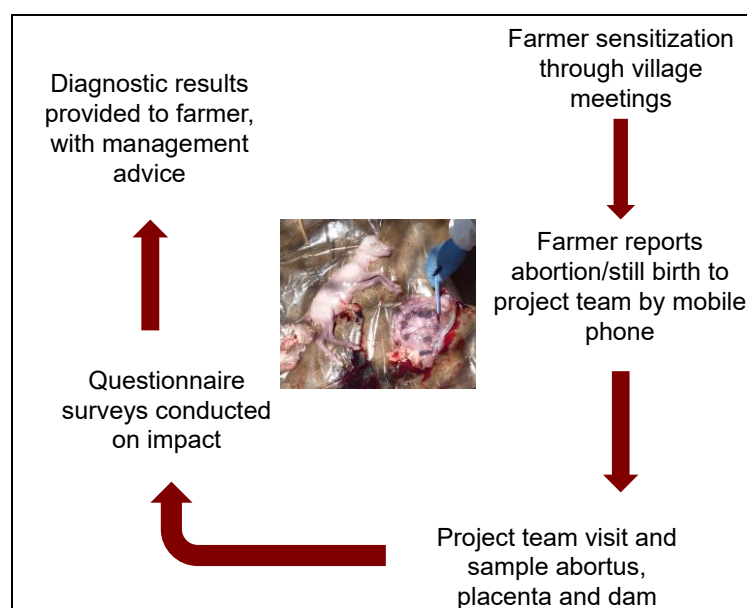 Farmer sensitization
through village
meetings
Farmer reports
abortion/still birth to
project team by mobile
phone
Project team visit and
sample abortus,
placenta and dam
Questionnaire
surveys conducted
on impact
Diagnostic results
provided to farmer,
with management
advice